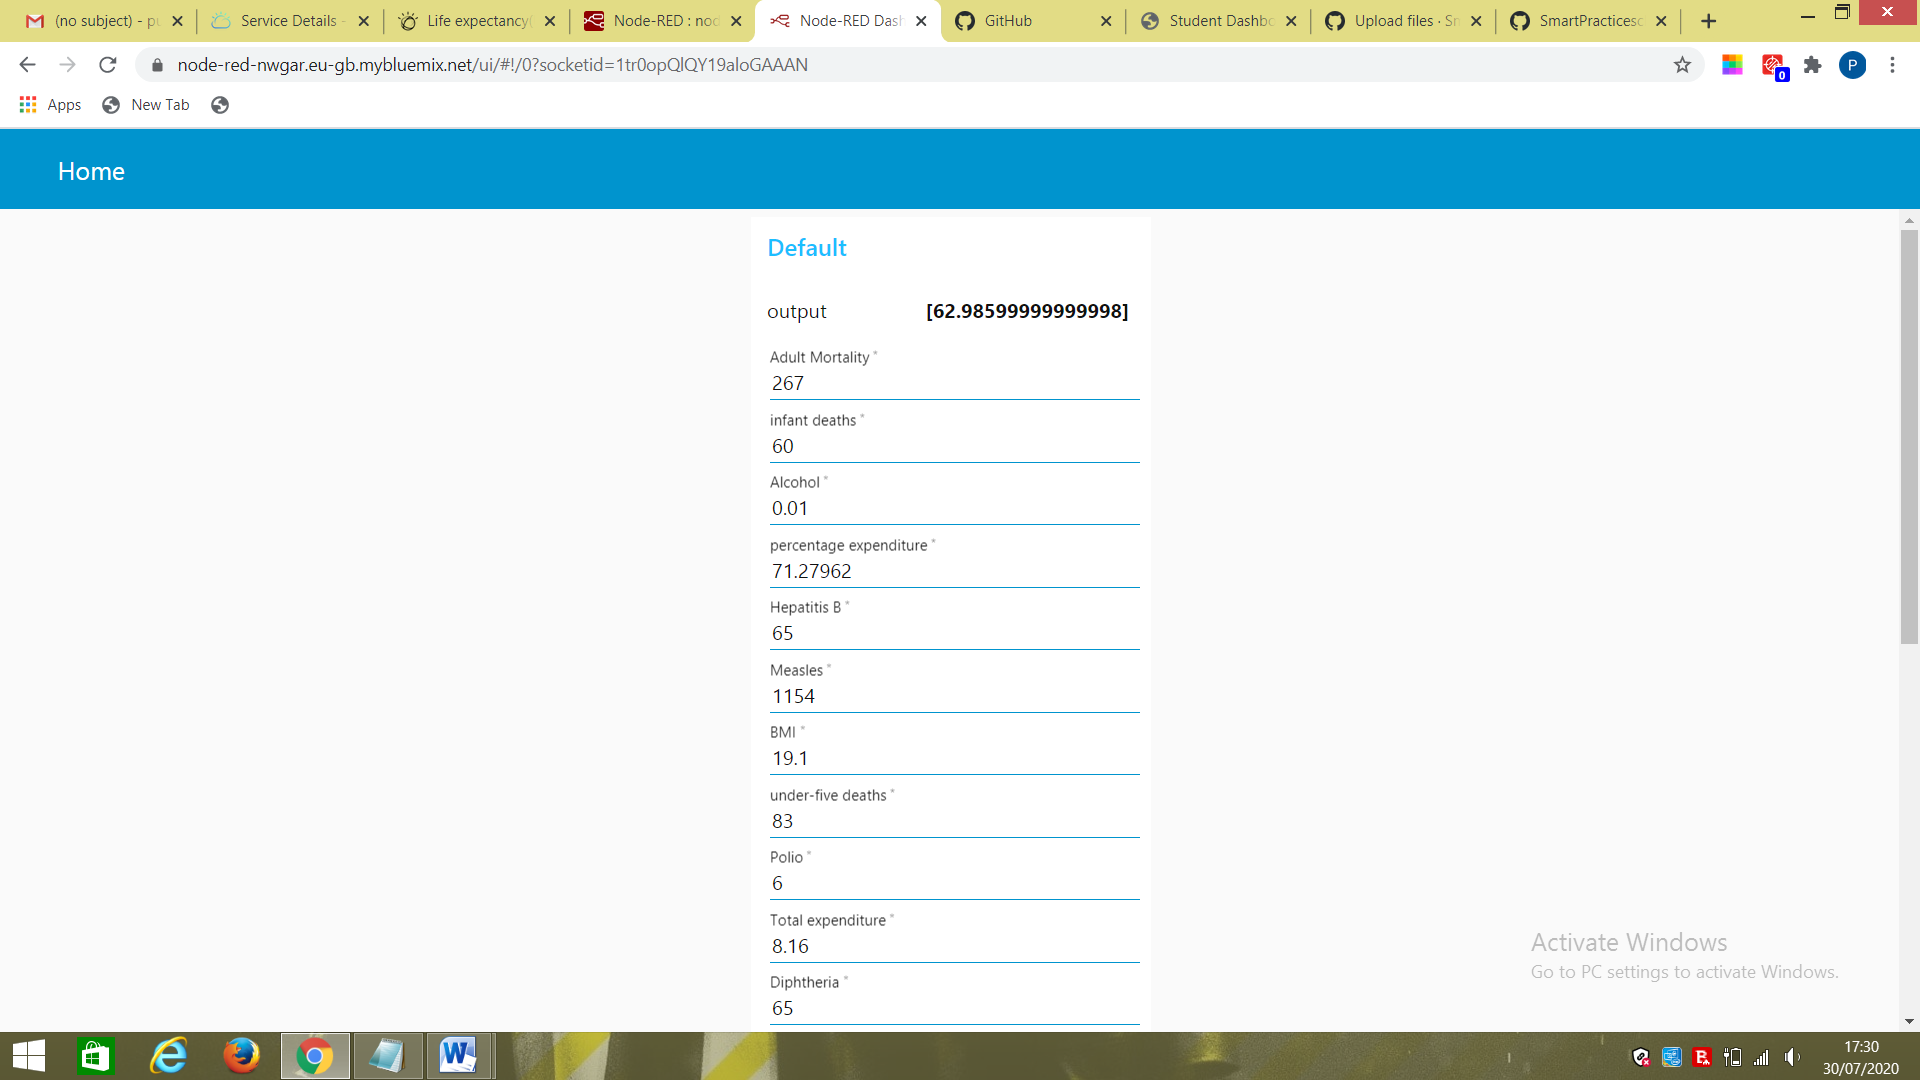 (no subject) - pu
Service Details -
Life expectancy(
Node-RED : nod
Node-RED Dash
GitHub
Student Dashbo
Upload files · Sm
SmartPracticesc
node-red-nwgar.eu-gb.mybluemix.net/ui/#!/0?socketid=1tr0opQlQY19aloGAAAN
0
P
Apps
New Tab
Home
Default
output [62.98599999999998]
Adult Mortality *
267
infant deaths *
60
Alcohol *
0.01
percentage expenditure *
71.27962
Hepatitis B *
65
Measles *
1154
BMI *
19.1
under-five deaths *
83
Polio *
6
Total expenditure *
8.16
Diphtheria *
65
Activate Windows
Go to PC settings to activate Windows.
17:30
30/07/2020